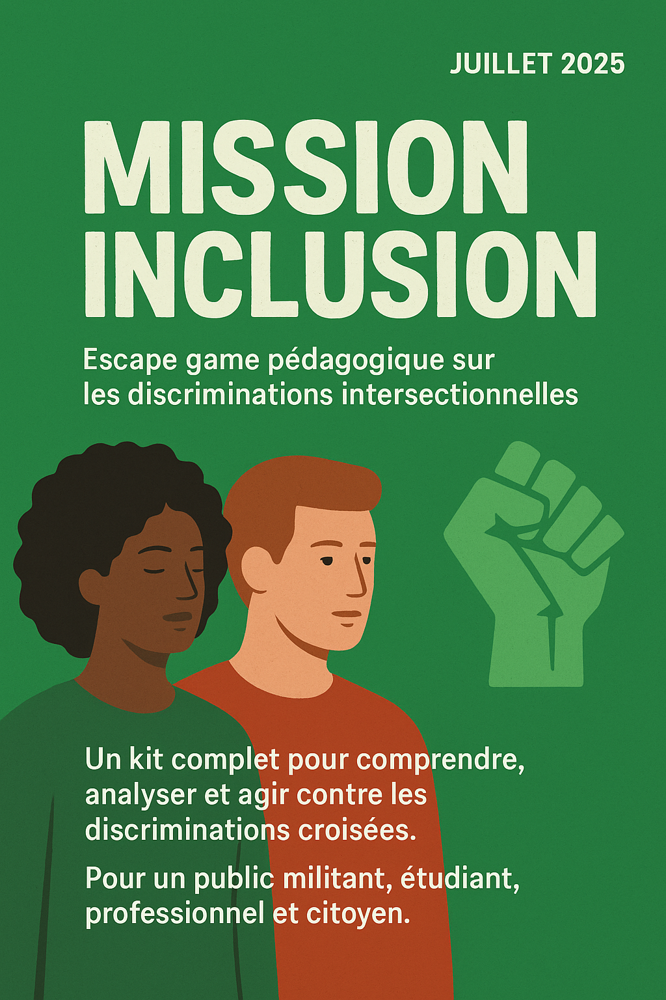 JUILLET 2025
MISSION
INCLUSION
Escape game pédagogique sur
les discriminations intersectionnelles
Un kit complet pour comprendre,
analyser et agir contre les
discriminations croisées.
Pour un public militant, étudiant,
professionnel et citoyen.